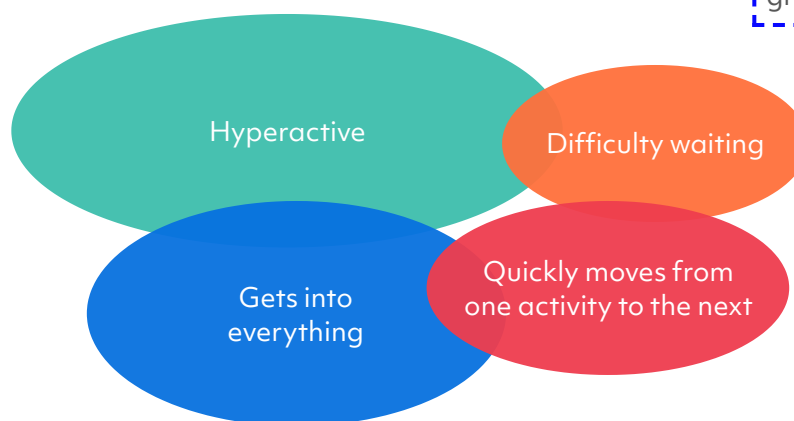 Hyperactive
Difficulty waiting
Gets into
everything
Quickly moves from
one activity to the next